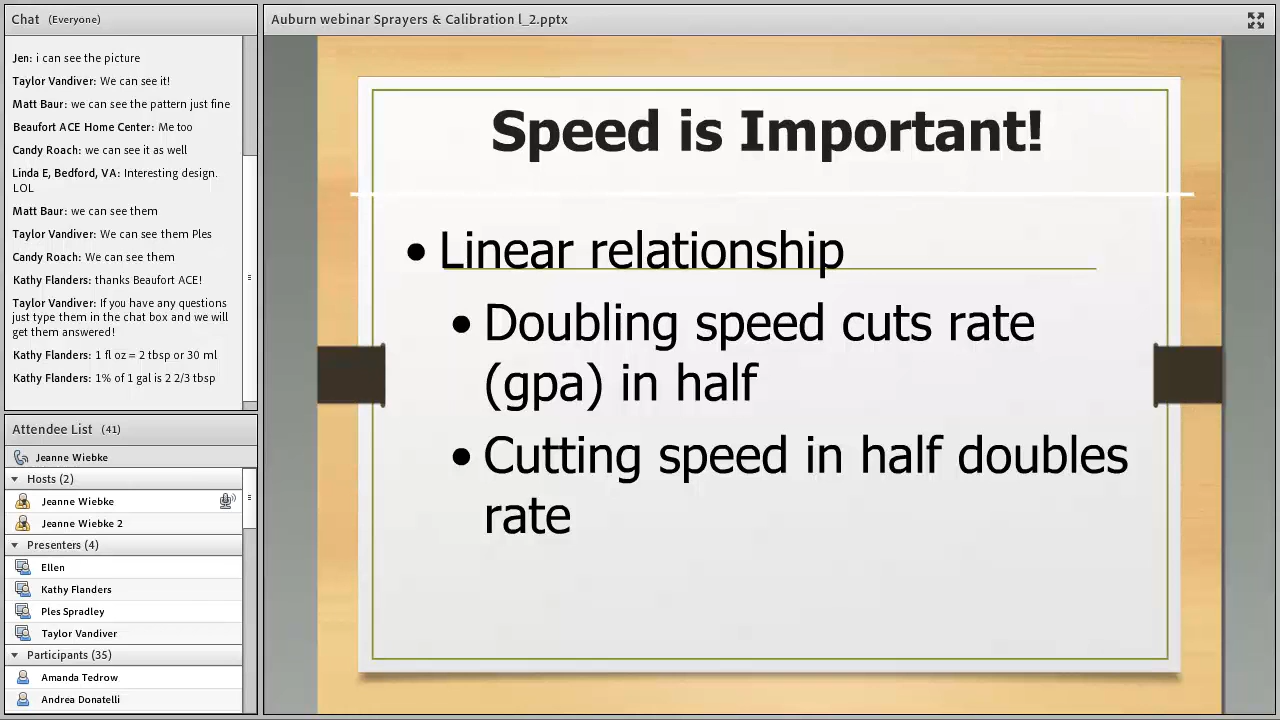 Chat (Everyone)
Jen: i can see the picture
Taylor Vandiver: We can see it!
Matt Baur: we can see the pattern just fine
Beaufort ACE Home Center: Me too
Candy Roach: we can see it as well
Linda E, Bedford, VA: Interesting design.
LOL
Matt Baur: we can see them
Taylor Vandiver: We can see them Ples
Candy Roach: We can see them
Kathy Flanders: thanks Beaufort ACE!
Taylor Vandiver: If you have any questions
just type them in the chat box and we will
get them answered!
Kathy Flanders: 1 fl oz = 2 tbsp or 30 ml
Kathy Flanders: 1% of 1 gal is 2 2/3 tbsp
Attendee List (41)
Jeanne Wiebke
Hosts (2)
Jeanne Wiebke
Jeanne Wiebke 2
Presenters (4)
Ellen
Kathy Flanders
Ples Spradley
Taylor Vandiver
Participants (35)
Amanda Tedrow
Andrea Donatelli
Auburn webinar Sprayers & Calibration l_2.pptx
Speed is Important!
• Linear relationship
• Doubling speed cuts rate
(gpa) in half
• Cutting speed in half doubles
rate